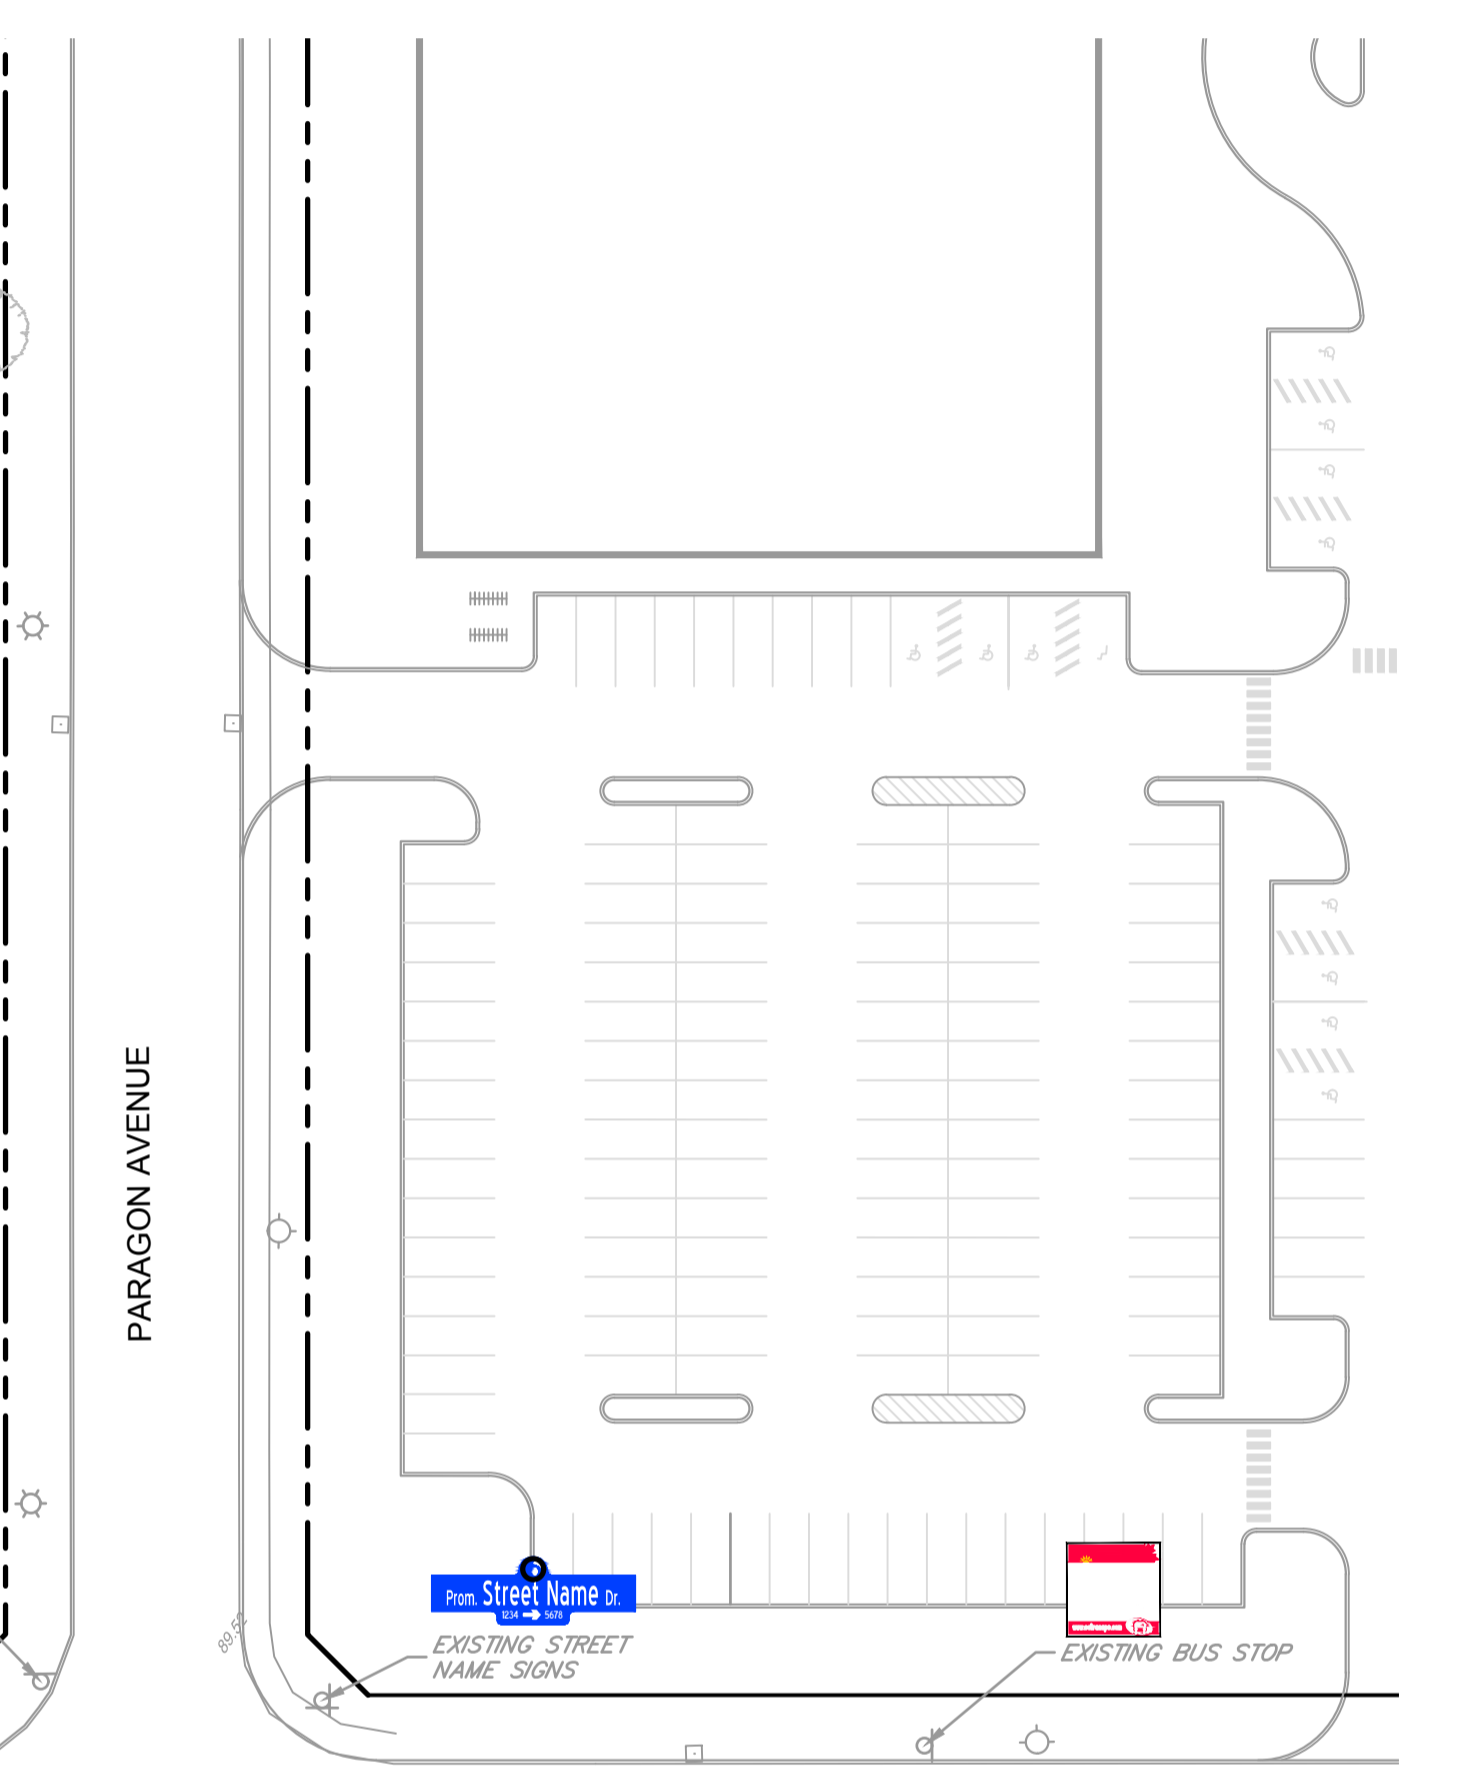 PARAGON AVENUE
89.52
Prom. Street Name Dr.
1234 5678
EXISTING STREET
NAME SIGNS
EXISTING BUS STOP